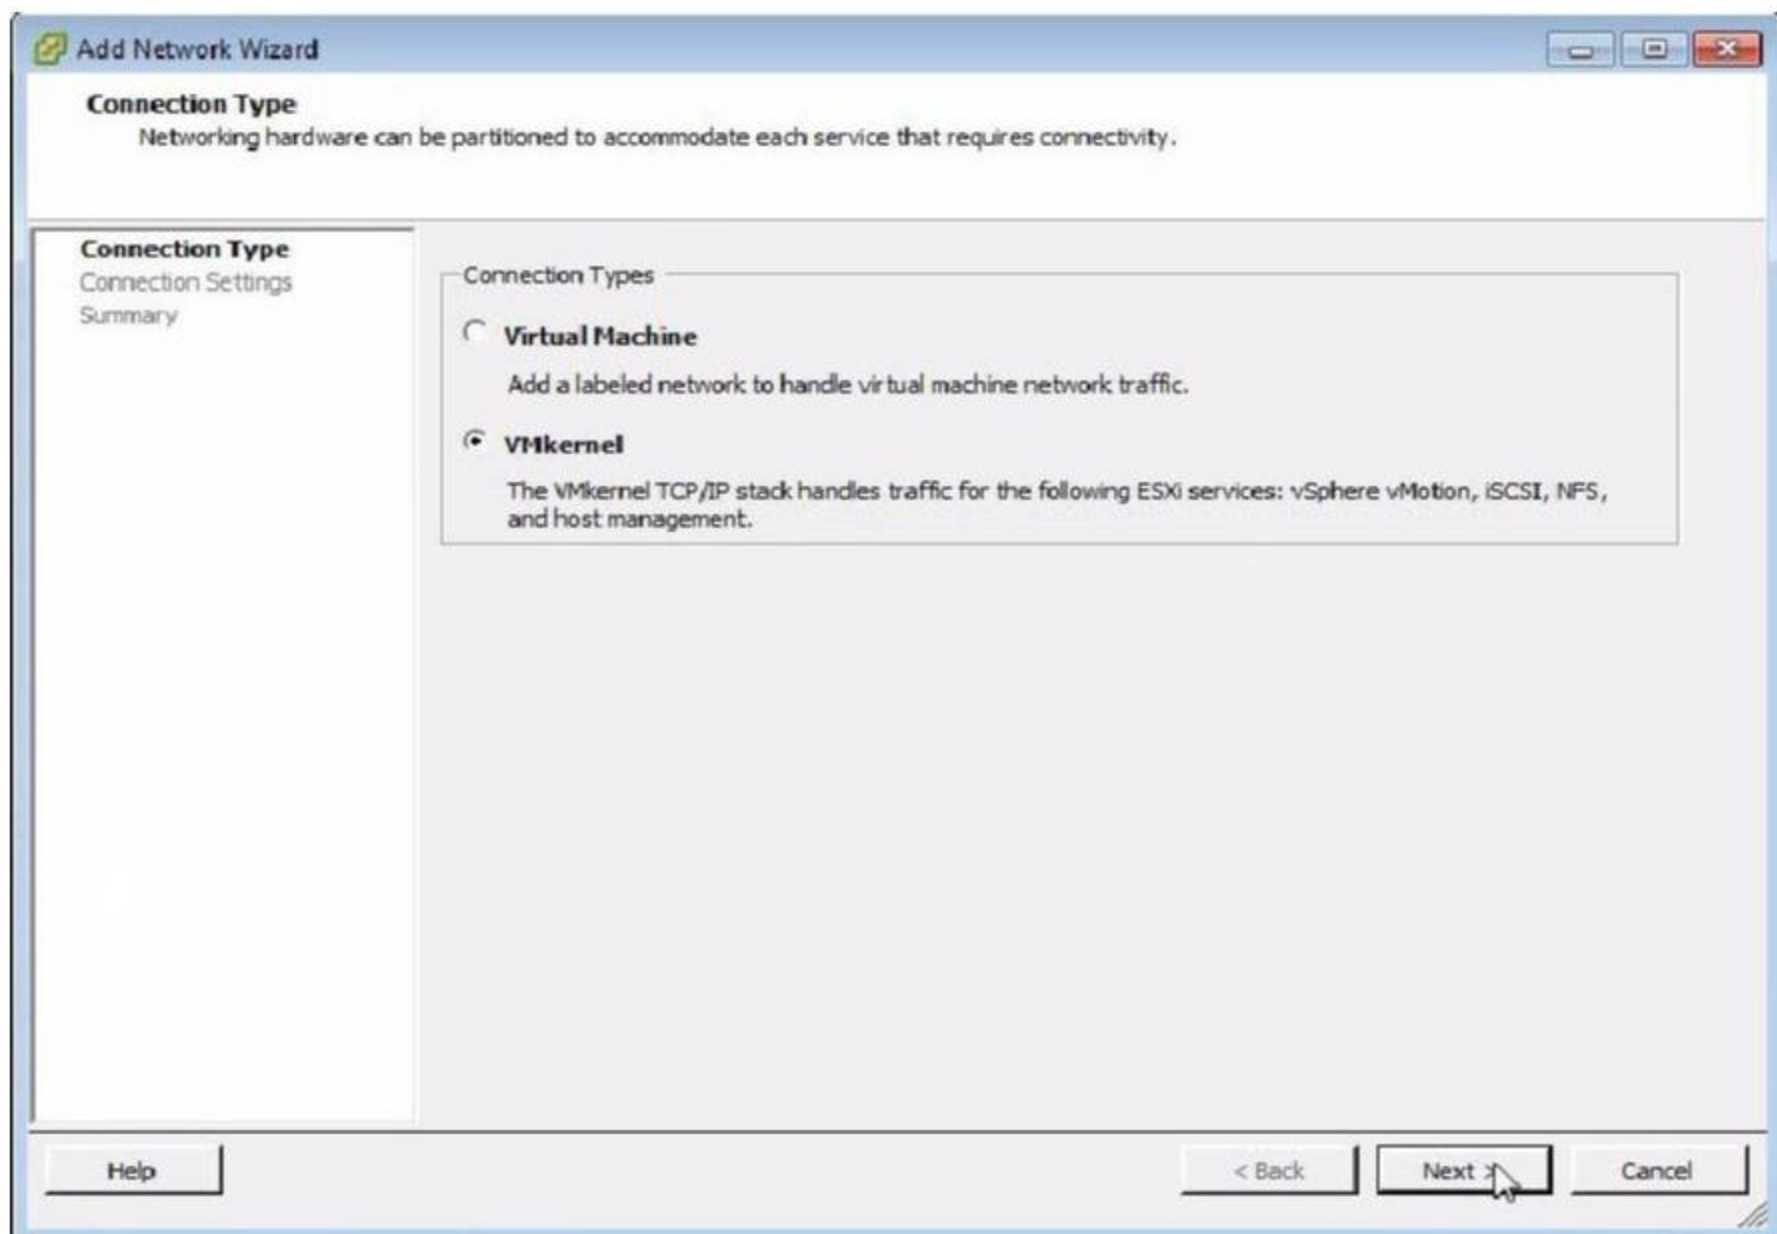 Add Network Wizard
Connection Type
Networking hardware can be partitioned to accommodate each service that requires connectivity.
Connection Type
Connection Settings
Summary
Connection Types
Virtual Machine
Add a labeled network to handle virtual machine network traffic.
VMkernel
The VMkernel TCP/IP stack handles traffic for the following ESXi services: vSphere vMotion, iSCSI, NFS,
and host management.
Help
< Back
Next >
Cancel